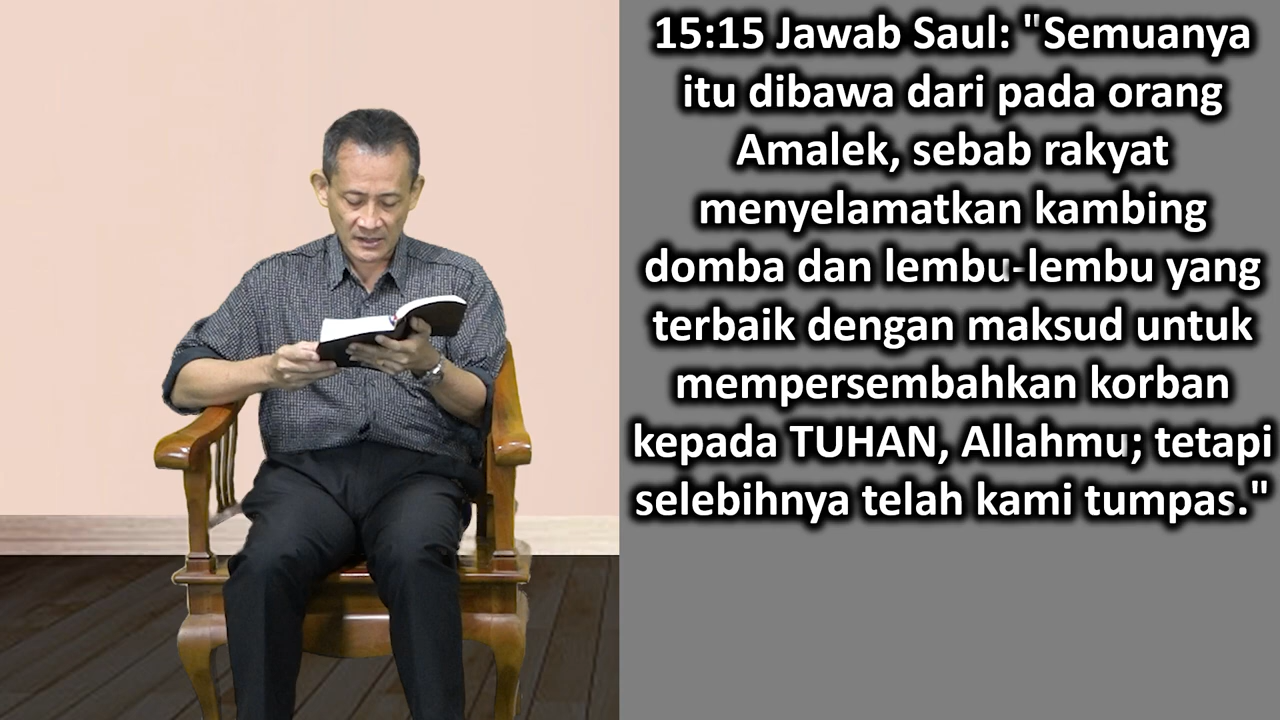 15:15 Jawab Saul: "Semuanya
itu dibawa dari pada orang
Amalek, sebab rakyat
menyelamatkan kambing
domba dan lembu-lembu yang
terbaik dengan maksud untuk
mempersembahkan korban
kepada TUHAN, Allahmu; tetapi
selebihnya telah kami tumpas."